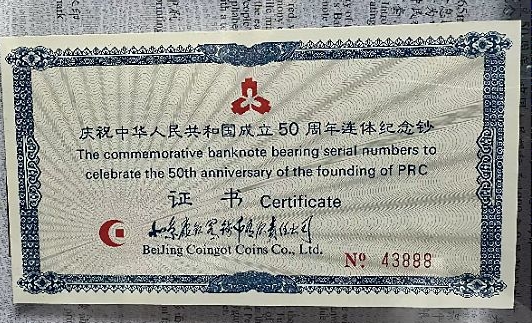 庆祝中华人民共和国成立50周年连体纪念钞
The commemorative banknote bearing serial numbers to
celebrate the 50th anniversary of the founding of PRC
证 书 Certificate
BeiJing Coingot Coins Co., Ltd.
Nº 43888